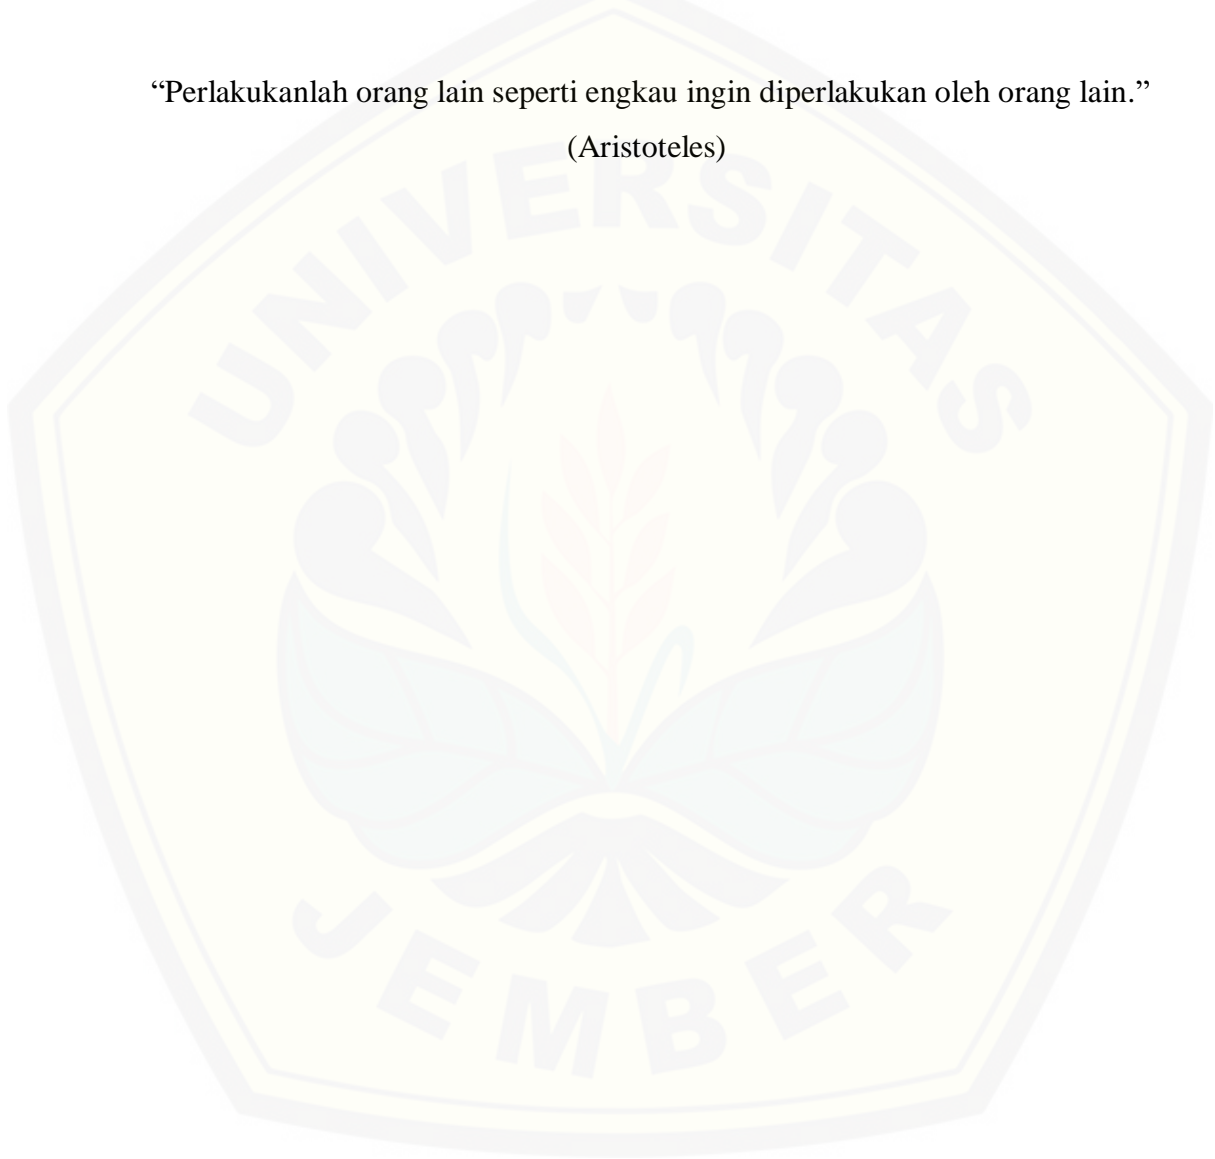 “Perlakukanlah orang lain seperti engkau ingin diperlakukan oleh orang lain.”
(Aristoteles)
UNIVERSITAS
JEMBER